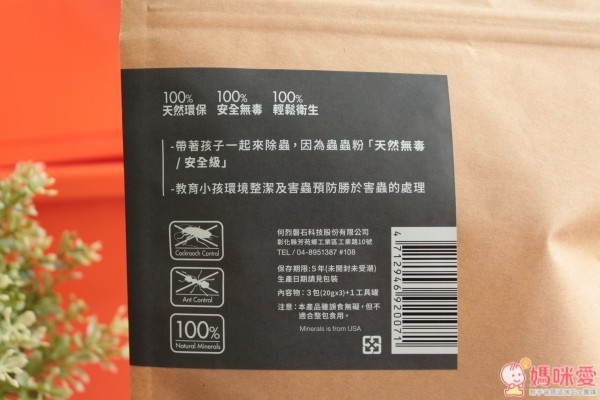 100% 100% 100%
天然環保 安全無毒 輕鬆衛生
-帶著孩子一起來除蟲，因為蟲蟲粉「天然無毒
/ 安全級」
-教育小孩環境整潔及害蟲預防勝於害蟲的處理
Cockroach Control
Ant Control
100%
Natural Minerals
何烈磐石科技股份有限公司
彰化縣芳苑鄉工業區工業路10號
TEL / 04-8951387 #108
保存期限：5年(未開封未受潮)
生產日期請見包裝
內容物：3包(20gx3)+1工具罐
注意：本產品雖誤食無礙，但不
適合整包食用。
Minerals is from USA
4712946920071
媽咪愛